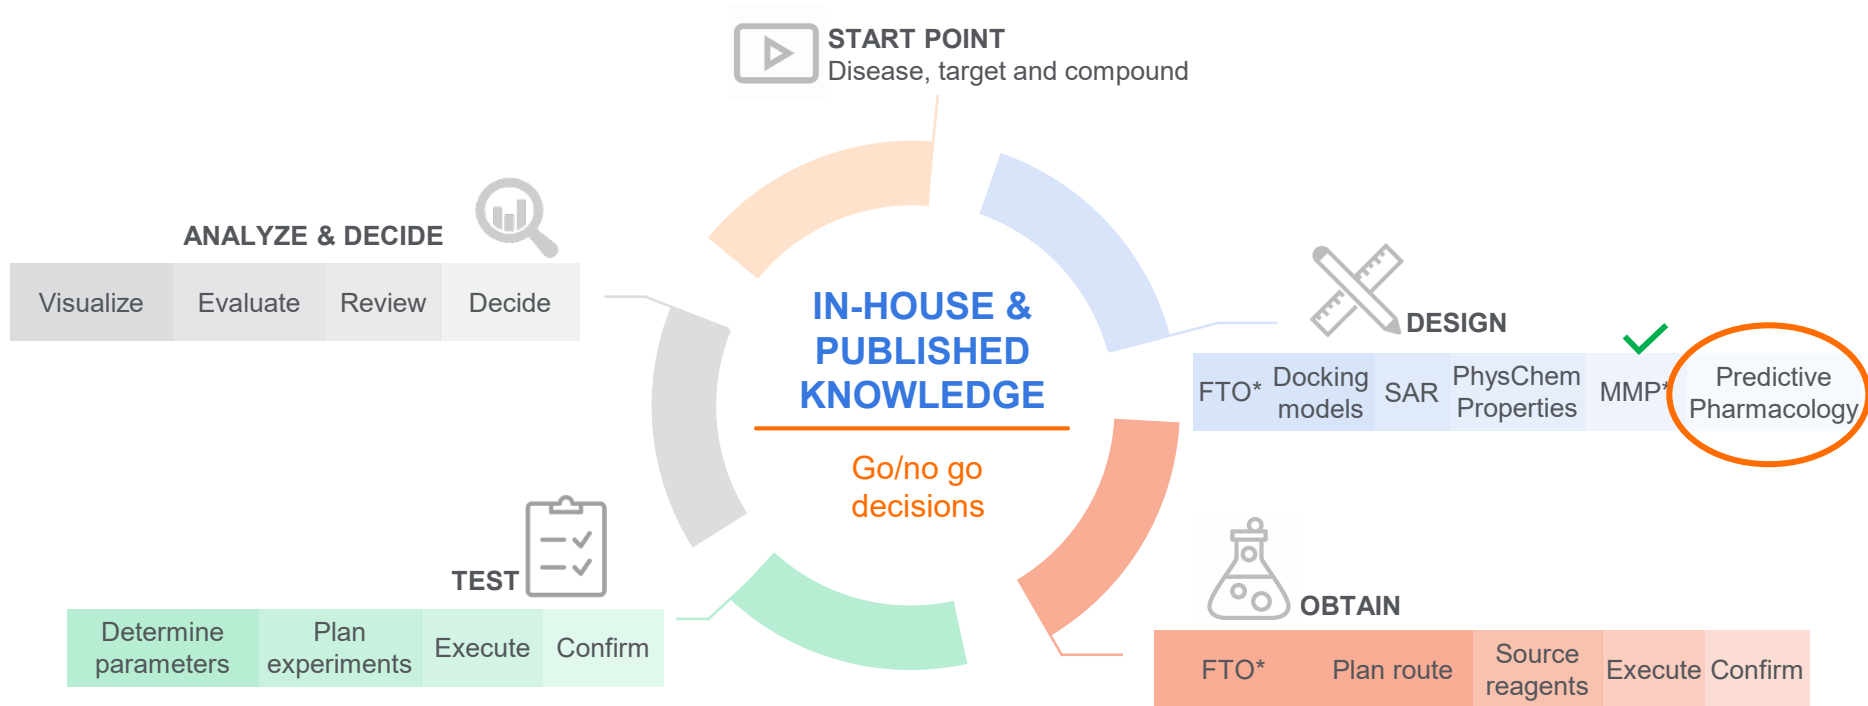 START POINT
Disease, target and compound
ANALYZE & DECIDE
Visualize Evaluate Review Decide
IN-HOUSE &
PUBLISHED
KNOWLEDGE
Go/no go
decisions
DESIGN
FTO*
Docking
models
SAR
PhysChem
Properties
MMP*
Predictive
Pharmacology
TEST
Determine
parameters
Plan
experiments
Execute
Confirm
OBTAIN
FTO*
Plan route
Source
reagents
Execute
Confirm